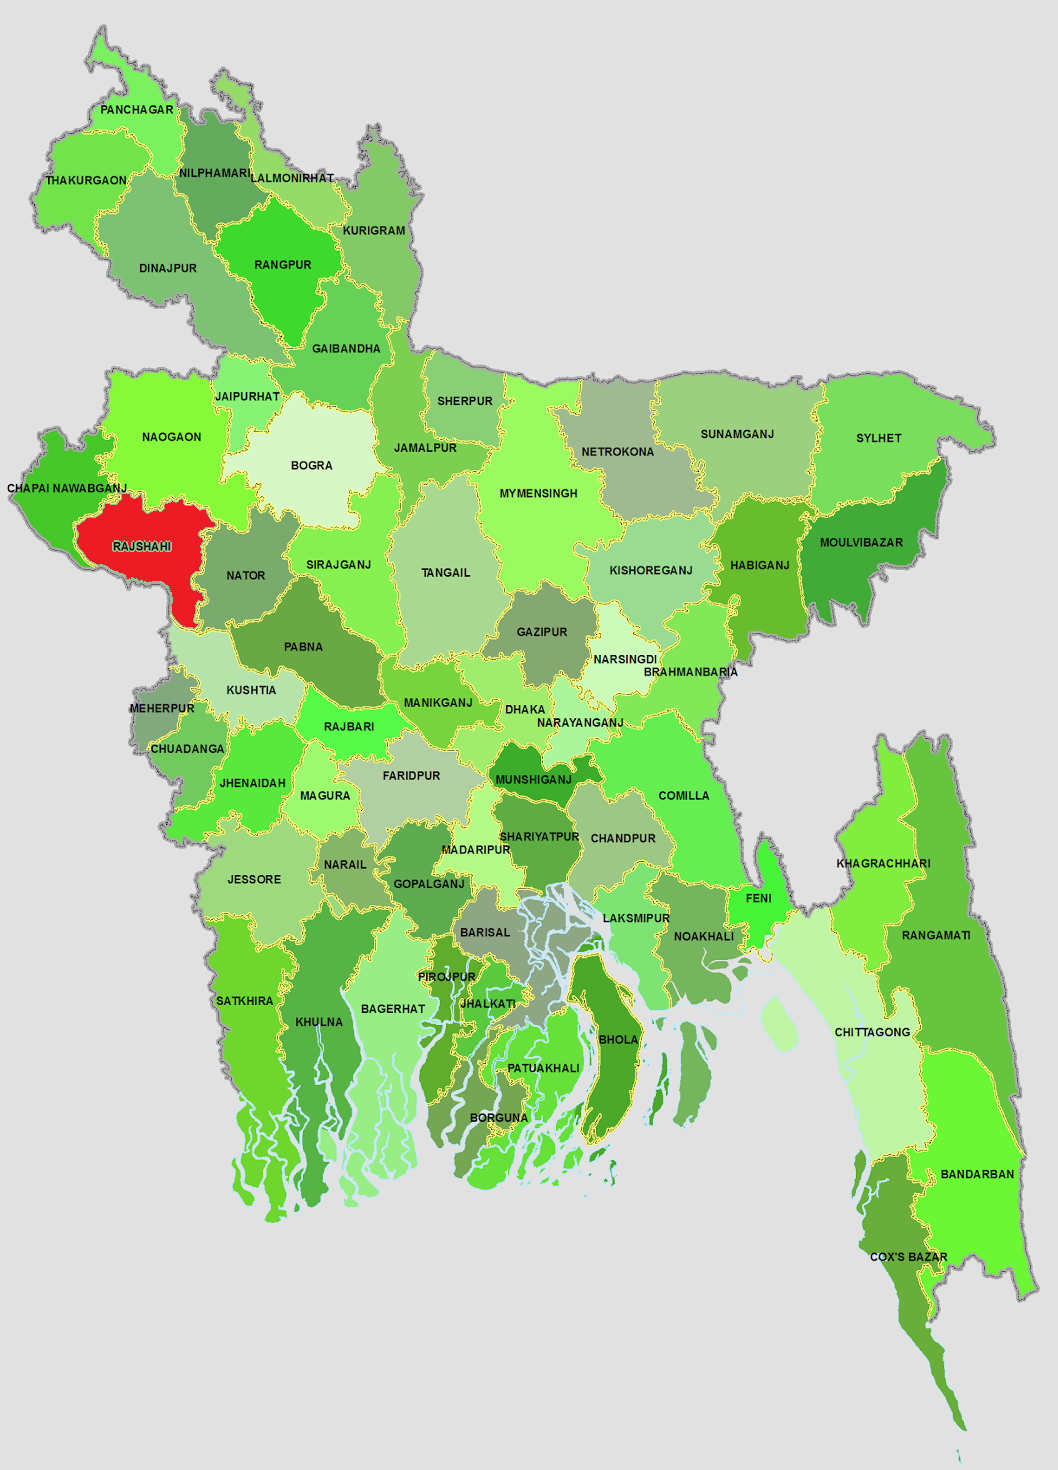 PANCHAGAR
THAKURGAON
NILPHAMARI
LALMONIRHAT
KURIGRAM
DINAJPUR
RANGPUR
GAIBANDHA
JAIPURHAT
SHERPUR
NAOGAON
JAMALPUR
BOGRA
NETROKONA
SUNAMGANJ
SYLHET
CHAPAI NAWABGANJ
MYMENSINGH
RAJSHAHI
NATOR
SIRAJGANJ
TANGAIL
KISHOREGANJ
HABIGANJ
MOULVIBAZAR
PABNA
GAZIPUR
NARSINGDI
BRAHMANBARIA
KUSHTIA
MEHERPUR
MANIKGANJ
DHAKA
NARAYANGANJ
RAJBARI
CHUADANGA
JHENAIDAH
MAGURA
FARIDPUR
MUNSHIGANJ
COMILLA
SHARIYATPUR
CHANDPUR
MADARIPUR
NARAIL
JESSORE
GOPALGANJ
KHAGRACHHARI
FENI
LAKSMIPUR
BARISAL
NOAKHALI
RANGAMATI
PIROJPUR
SATKHIRA
KHULNA
BAGERHAT
JHALKATI
BHOLA
CHITTAGONG
PATUAKHALI
BORGUNA
BANDARBAN
COX'S BAZAR